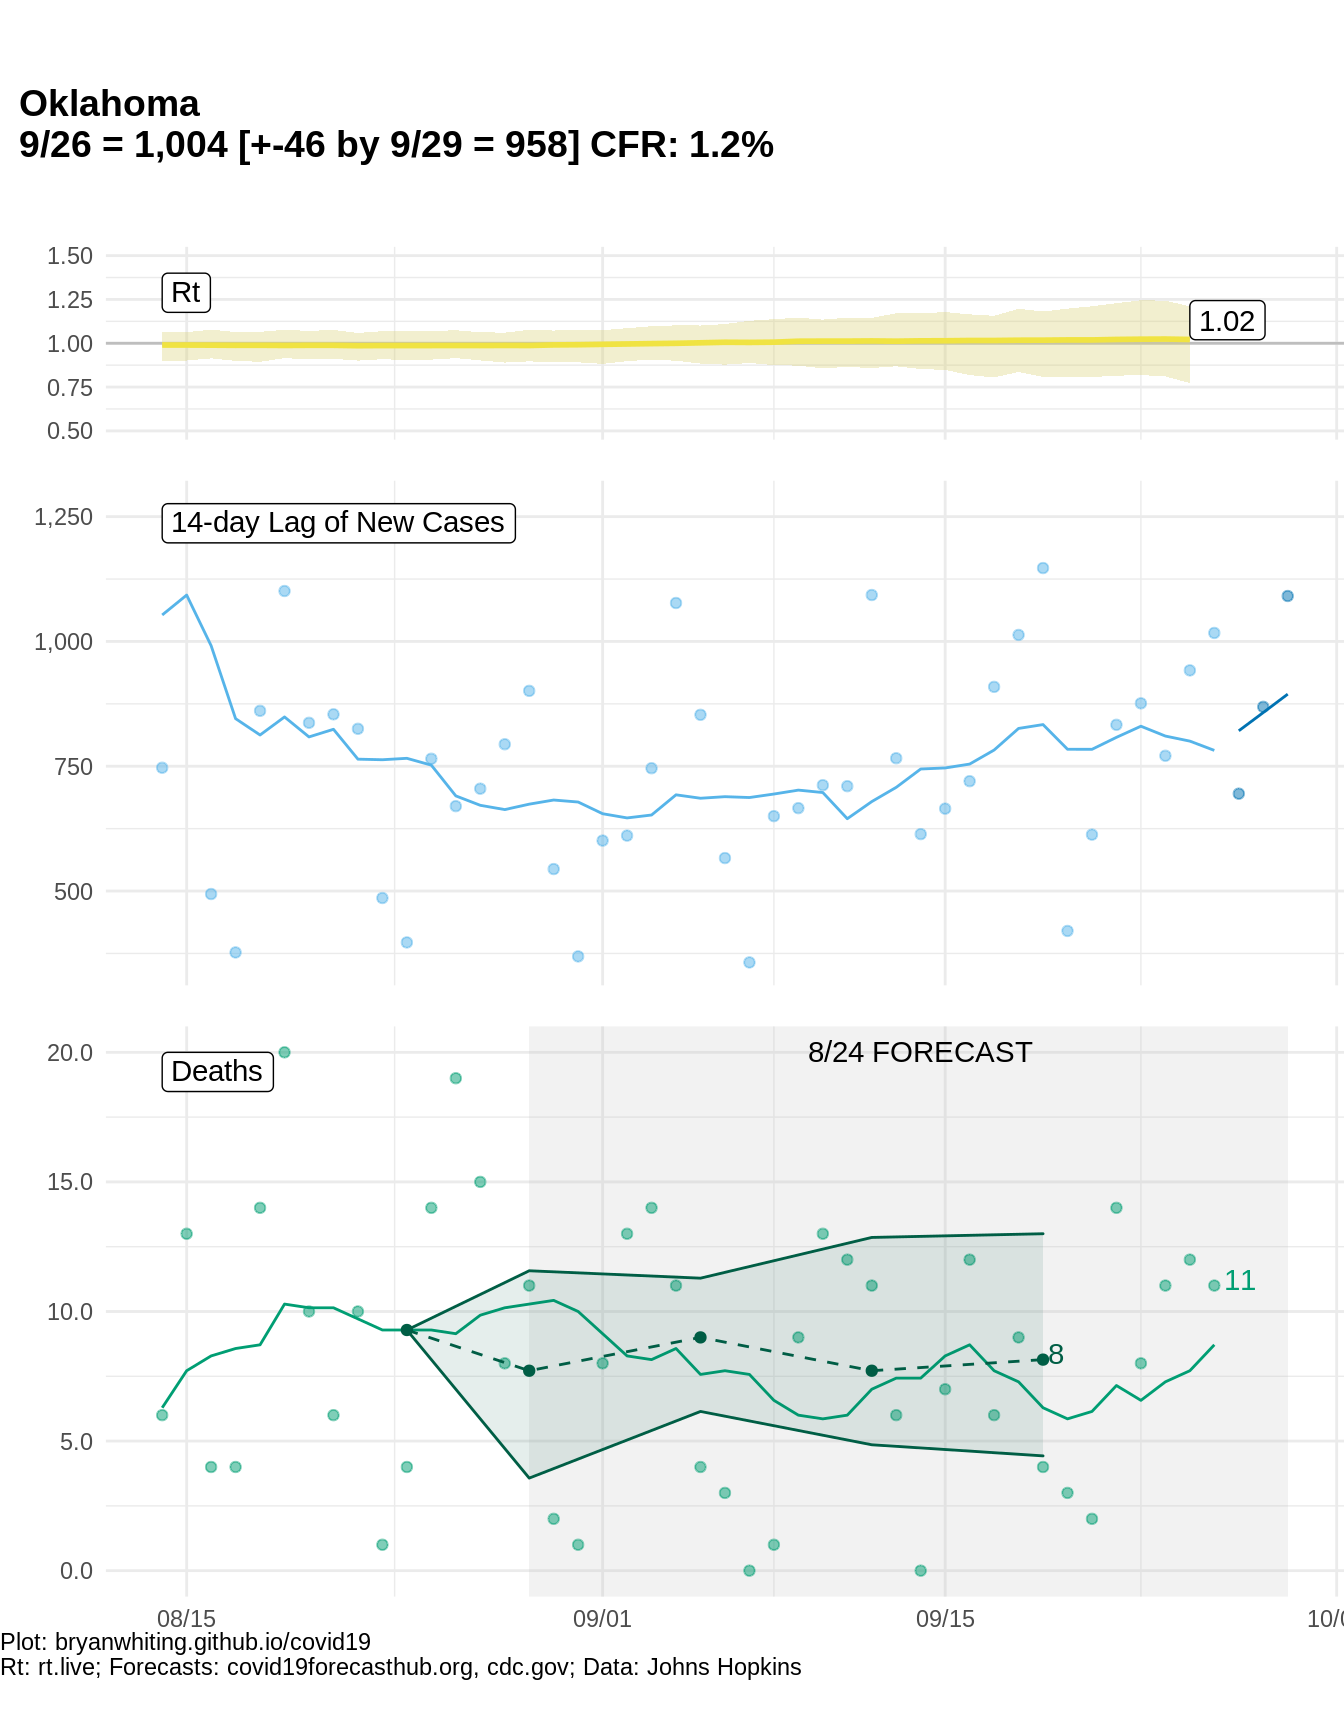 Oklahoma
9/26 = 1,004 [+-46 by 9/29 = 958] CFR: 1.2%
1.50
Rt
1.25
1.02
1.00
0.75
0.50
1,250
14-day Lag of New Cases
1,000
750
500
20.0
8/24 FORECAST
Deaths
15.0
11
10.0
8
5.0
0.0
08/15
09/01
09/15
Plot: bryanwhiting.github.io/covid19
Rt: rt.live; Forecasts: covid19forecasthub.org, cdc.gov; Data: Johns Hopkins